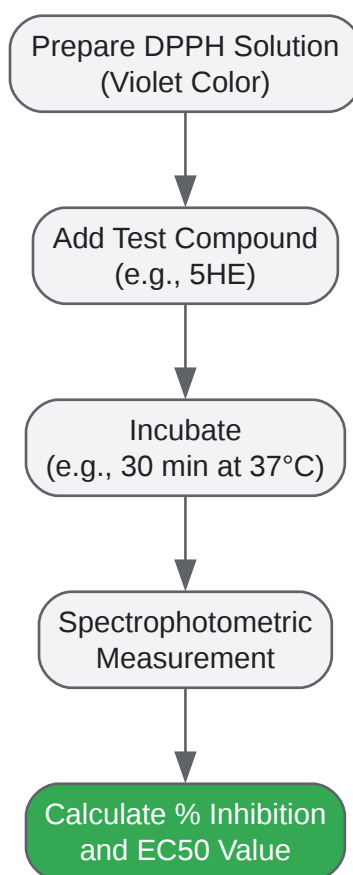 Prepare DPPH Solution
(Violet Color)
Add Test Compound
(e.g., 5HE)
Incubate
(e.g., 30 min at 37°C)
Spectrophotometric
Measurement
Calculate % Inhibition
and EC50 Value